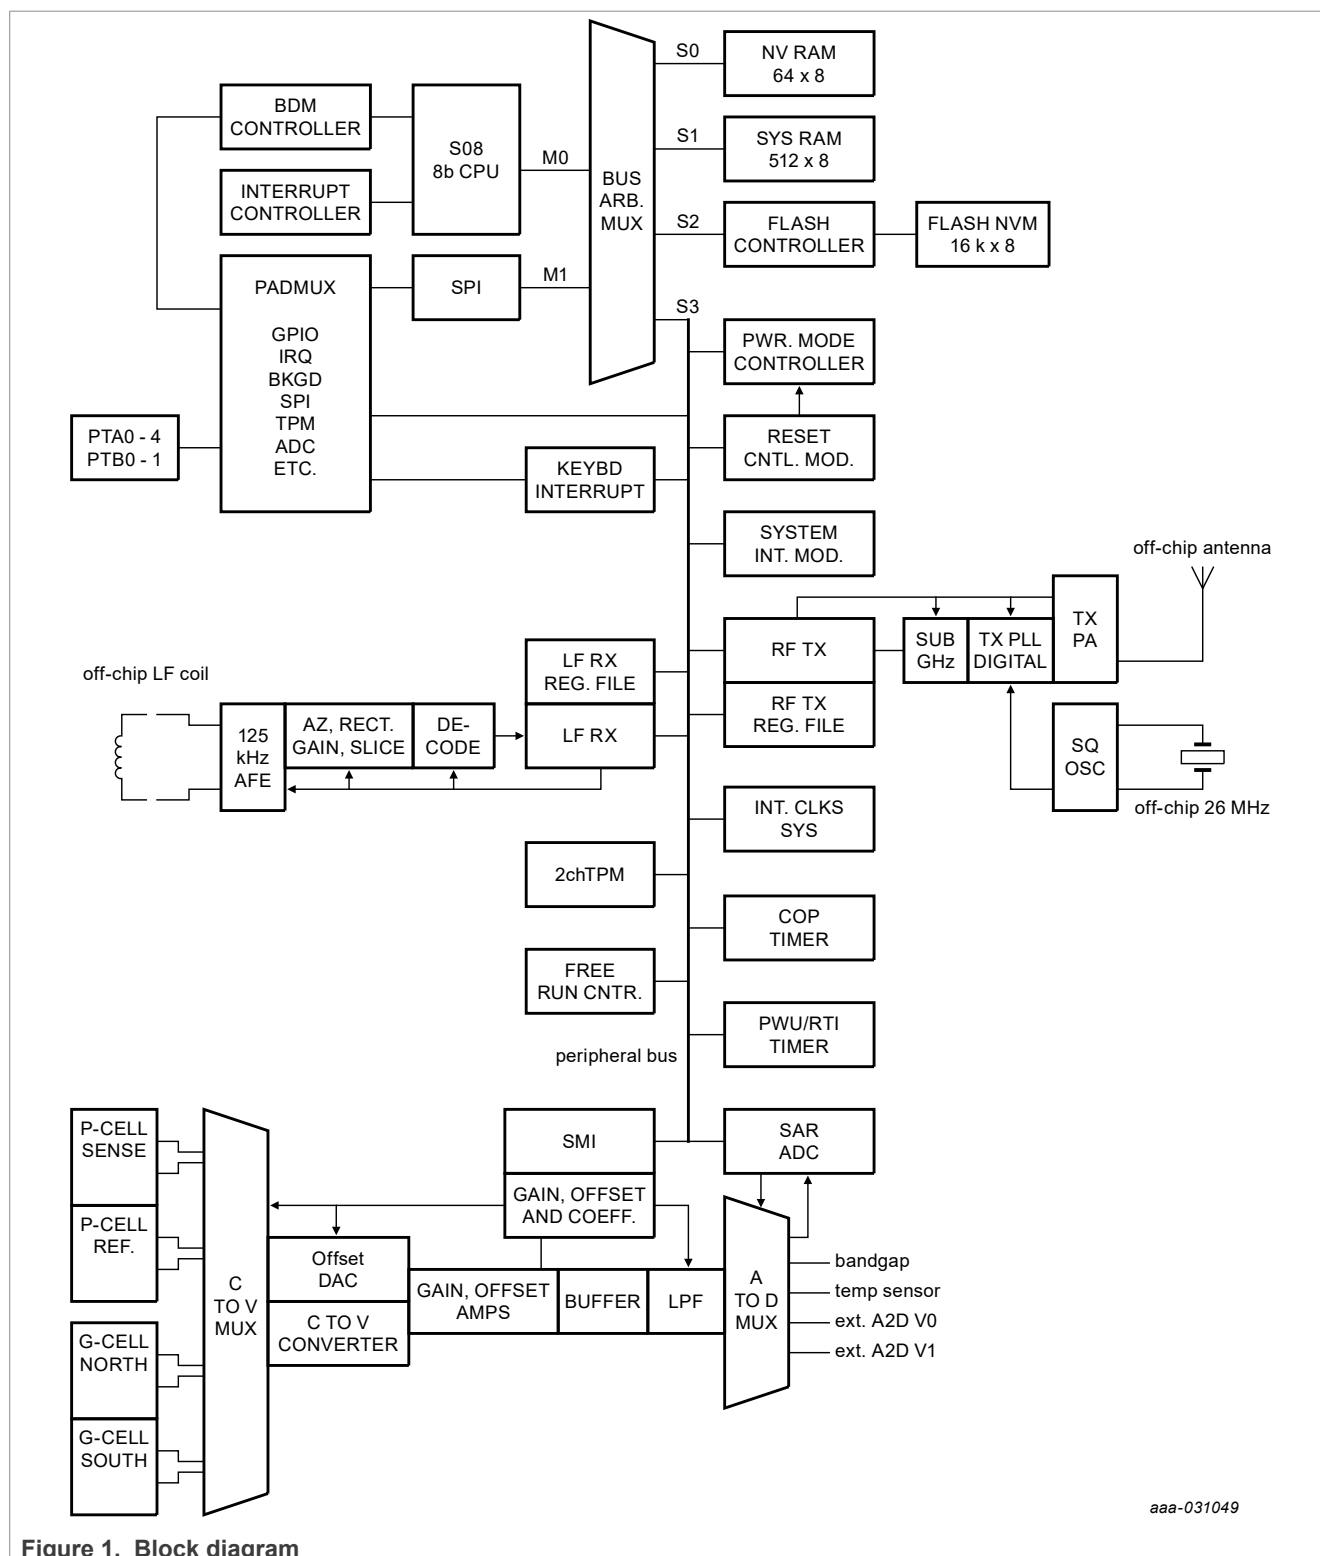 S0
NV RAM
64 x 8
BDM
CONTROLLER
S08
8b CPU
S1
SYS RAM
512 x 8
M0
INTERRUPT
CONTROLLER
BUS
ARB.
MUX
S2
FLASH
CONTROLLER
FLASH NVM
16 k x 8
PADMUX
GPIO
IRQ
BKGD
SPI
TPM
ADC
ETC.
SPI
M1
S3
PWR. MODE
CONTROLLER
PTA0 - 4
PTB0 - 1
RESET
CNTL. MOD.
KEYBD
INTERRUPT
SYSTEM
INT. MOD.
off-chip antenna
TX
PA
SUB
GHz
TX PLL
DIGITAL
RF TX
LF RX
REG. FILE
off-chip LF coil
RF TX
REG. FILE
125
kHz
AFE
AZ, RECT.
GAIN, SLICE
DE-
CODE
LF RX
SQ
OSC
off-chip 26 MHz
INT. CLKS
SYS
2chTPM
COP
TIMER
FREE
RUN CNTR.
PWU/RTI
TIMER
peripheral bus
P-CELL
SENSE
SMI
SAR
ADC
GAIN, OFFSET
AND COEFF.
P-CELL
REF.
Offset
DAC
C
TO V
MUX
GAIN, OFFSET
AMPS
BUFFER
LPF
A
TO D
MUX
bandgap
temp sensor
ext. A2D V0
ext. A2D V1
C TO V
CONVERTER
G-CELL
NORTH
G-CELL
SOUTH
aaa-031049
Figure 1. Block diagram